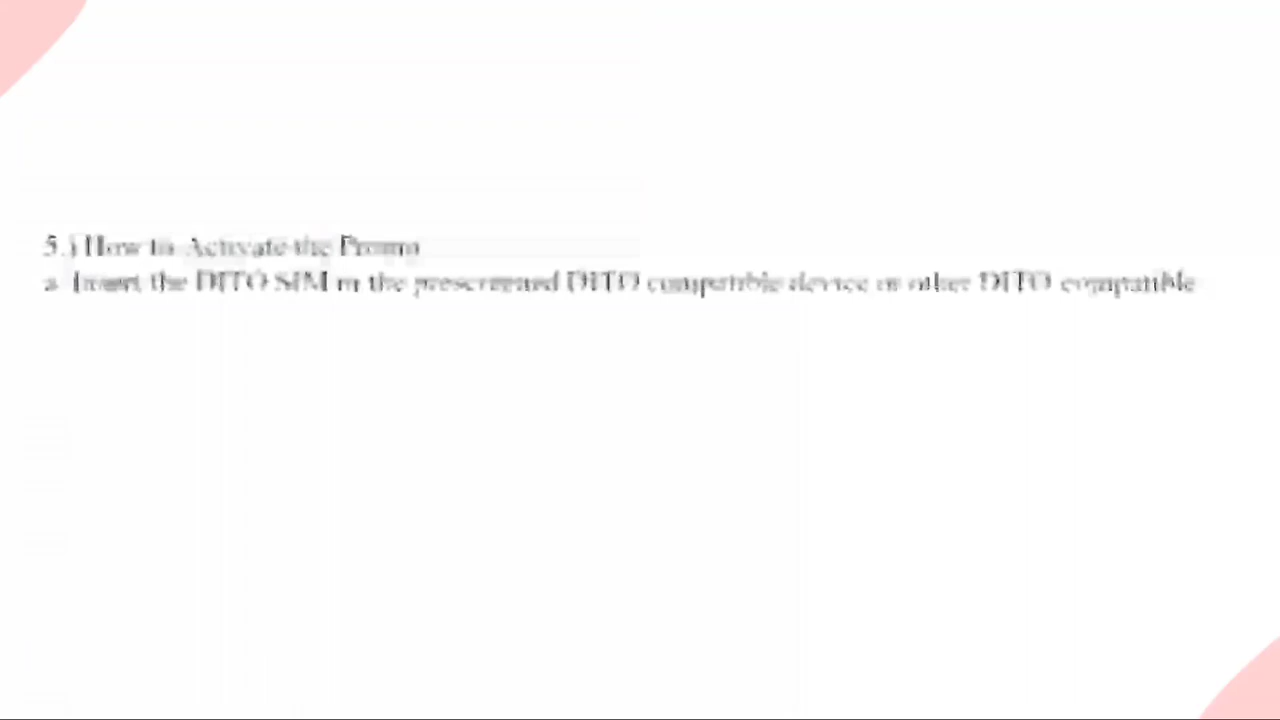 5.) How to Activate the Promo
a. Insert the DITO SIM in the DITO compatible device or other DITO compatible